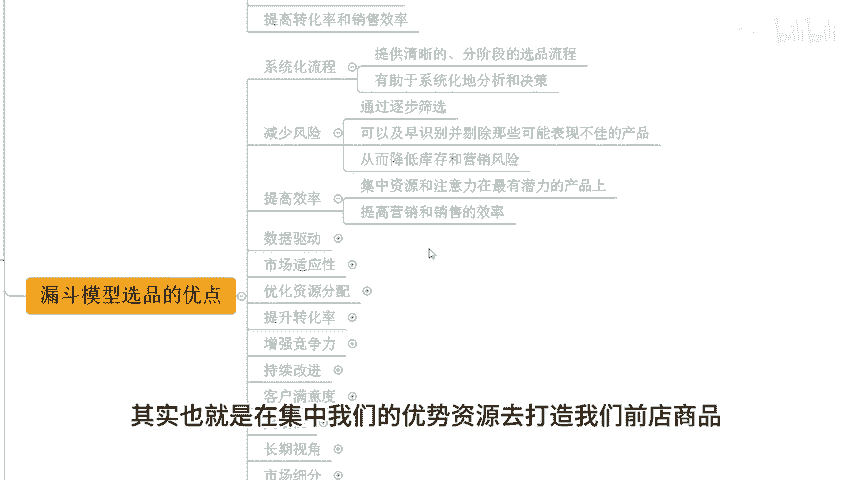 提高转化率和销售效率
bilibili
系统化流程
提供清晰的、分阶段的选品流程
有助于系统化地分析和决策
减少风险
通过逐步筛选
可以及早识别并剔除那些可能表现不佳的产品
从而降低库存和营销风险
提高效率
集中资源和注意力在最有潜力的产品上
提高营销和销售的效率
数据驱动
市场适应性
漏斗模型选品的优点
优化资源分配
提升转化率
增强竞争力
持续改进
客户满意度
其实也就是在集中我们的优势资源去打造我们前店商品
长期视角
市场细分